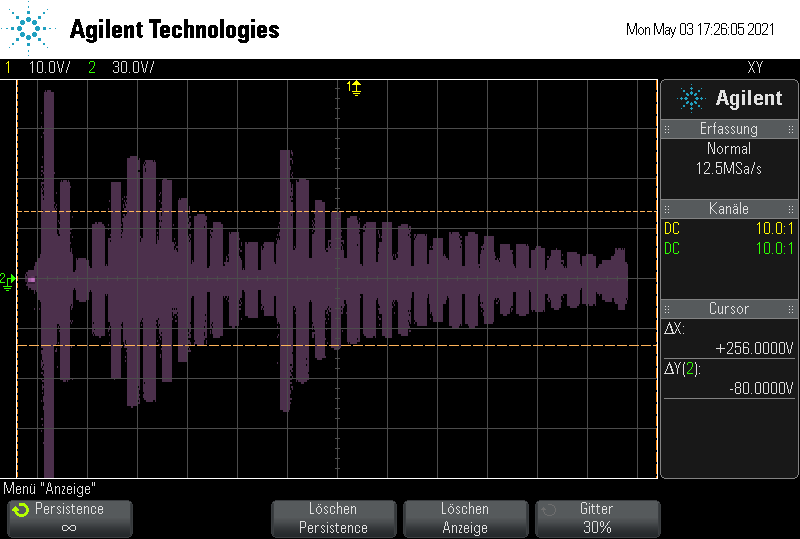 Agilent Technologies
Mon May 03 17:26:05 2021
1 10.0V/ 2 30.0V/ XY
1
2
Agilent
Erfassung
Normal
12.5MSa/s
Kanäle
DC 10.0:1
DC 10.0:1
Cursor
ΔX:
+256.0000V
ΔY(2):
-80.0000V
Menü "Anzeige"
Persistence
∞
Löschen
Persistence
Löschen
Anzeige
Gitter
30%